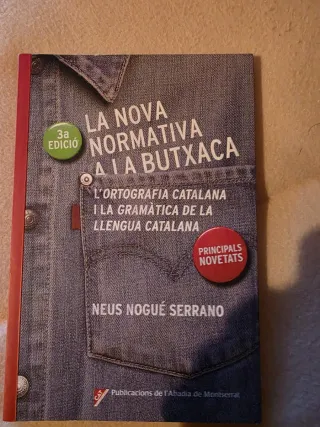 3a
EDICIÓ
LA NOVA
NORMATIVA
A LA BUTXACA
L'ORTOGRAFIA CATALANA
I LA GRAMÀTICA DE LA
LLENGUA CATALANA
PRINCIPALS
NOVETATS
NEUS NOGUÉ SERRANO
Publicacions de l'Abadia de Montserrat